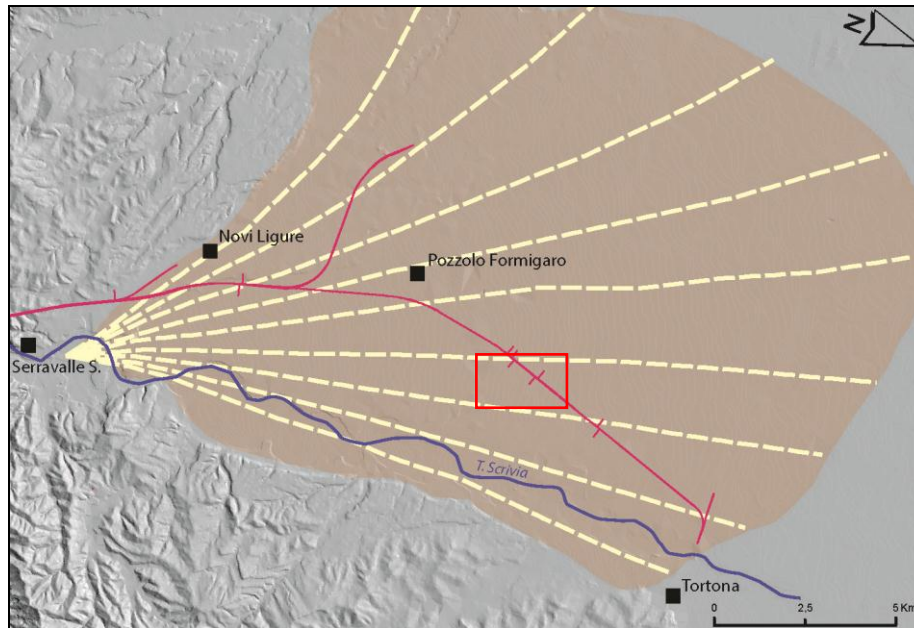 N
Novi Ligure
Pozzolo Formigaro
Serravalle S.
T. Scrivia
Tortona
0 2,5 5 Km